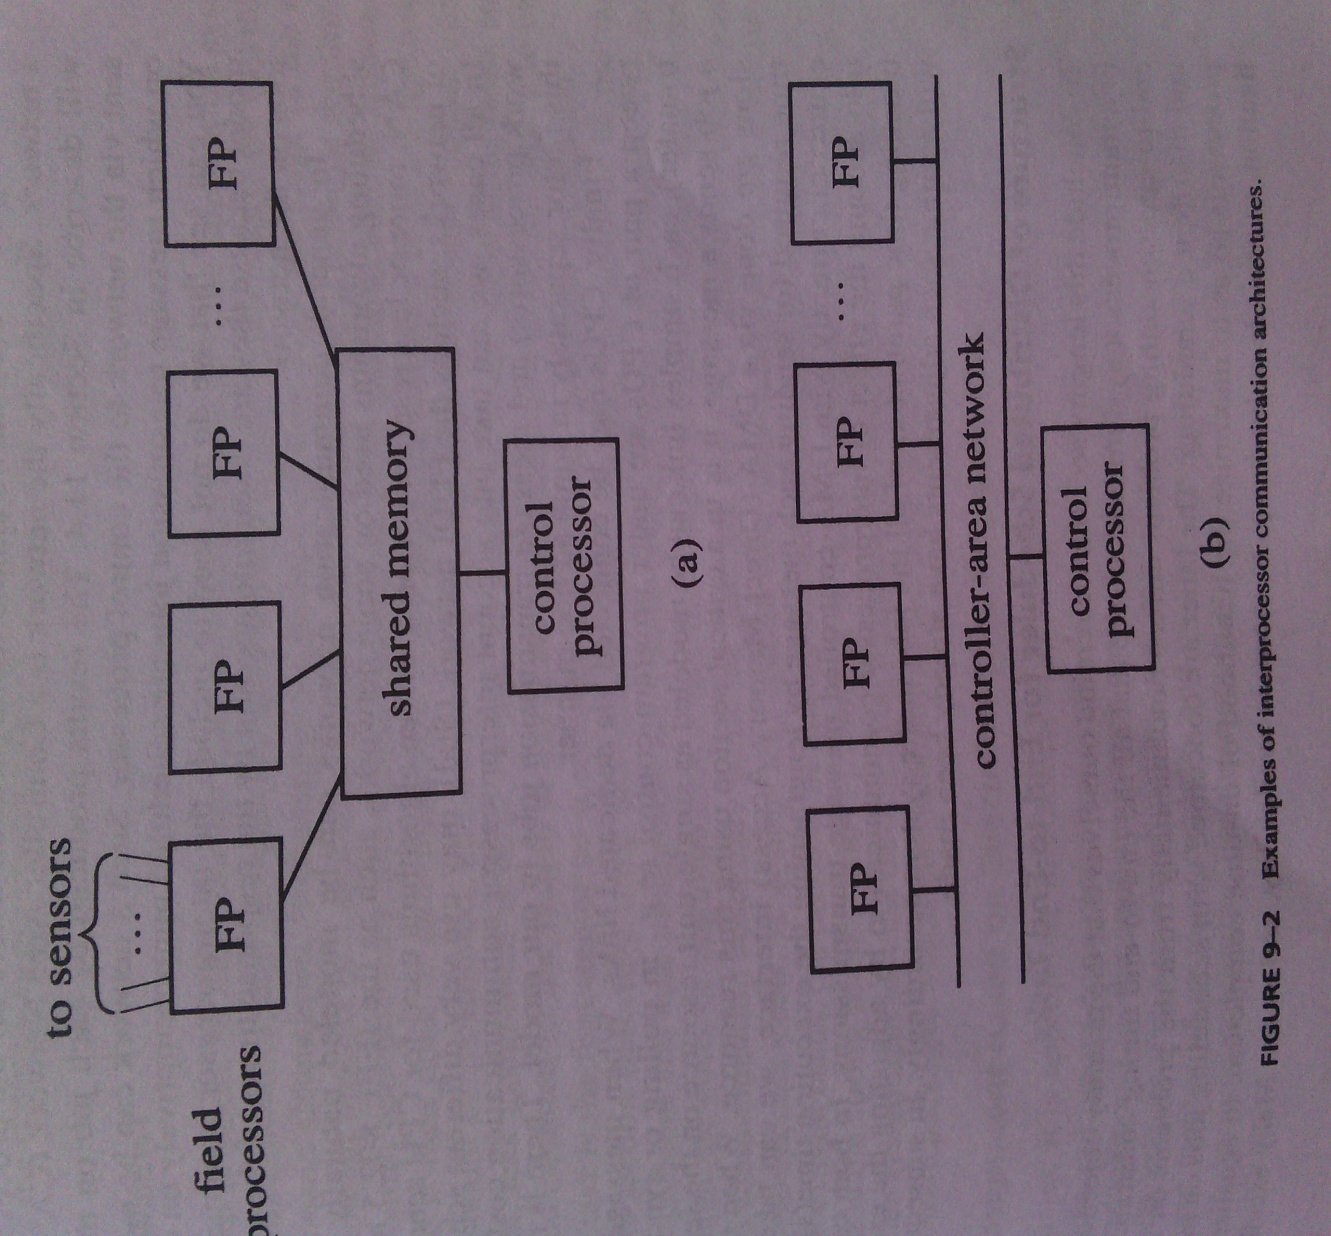 to sensors
...
field
processors
FP
FP
FP
...
FP
shared memory
control
processor
(a)
FP
FP
FP
...
FP
controller-area network
control
processor
(b)
FIGURE 9–2 Examples of interprocessor communication architectures.